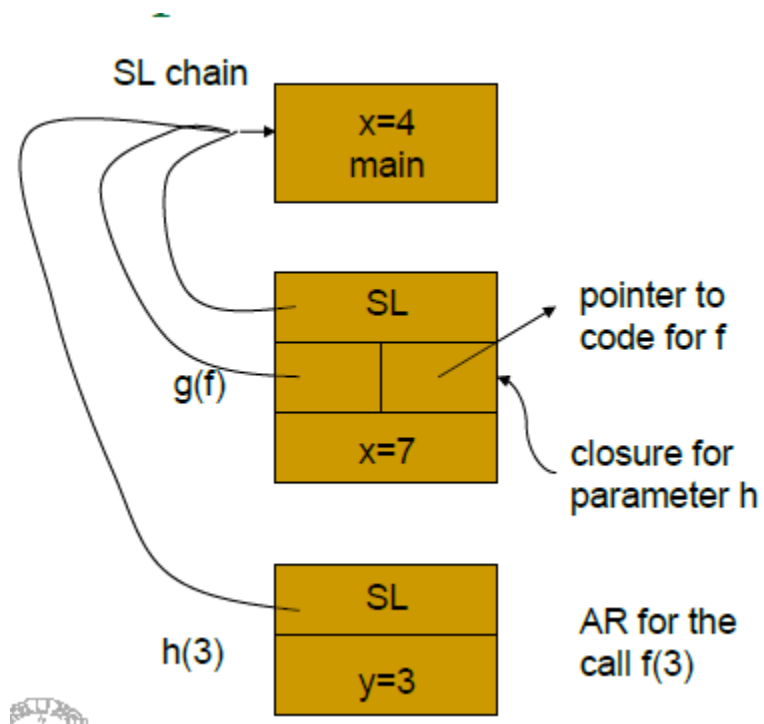 SL chain
x=4
main
SL
pointer to
code for f
g(f)
x=7
closure for
parameter h
SL
h(3)
y=3
AR for the
call f(3)